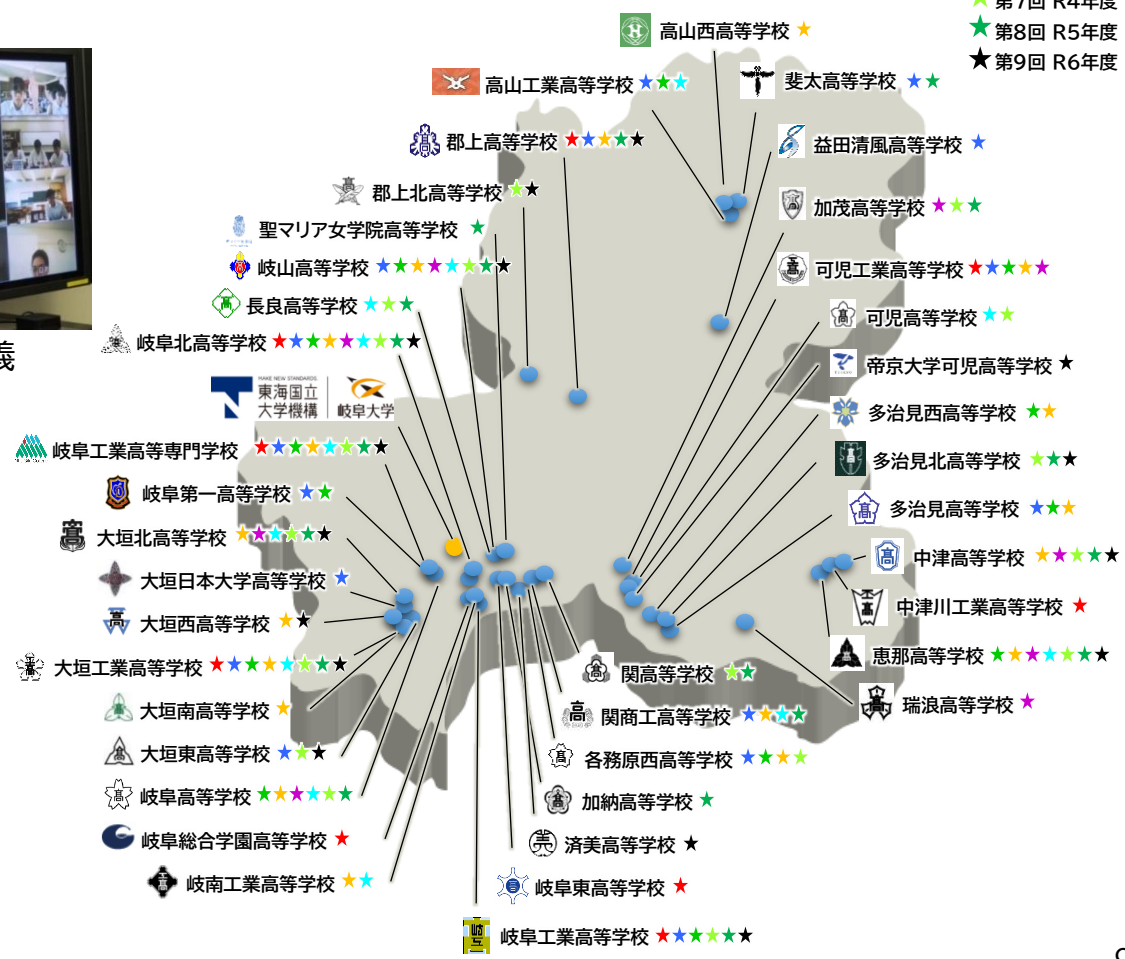 第7回 R4年度
第8回 R5年度
第9回 R6年度
義
高山西高等学校
高山工業高等学校
斐太高等学校
郡上高等学校
益田清風高等学校
郡上北高等学校
加茂高等学校
聖マリア女学院高等学校
岐山高等学校
可児工業高等学校
長良高等学校
可児高等学校
岐阜北高等学校
帝京大学可児高等学校
MAKE NEW STANDARDS.
東海国立
大学機構
岐阜大学
多治見西高等学校
岐阜工業高等専門学校
多治見北高等学校
岐阜第一高等学校
多治見高等学校
大垣北高等学校
中津高等学校
大垣日本大学高等学校
中津川工業高等学校
大垣西高等学校
恵那高等学校
大垣工業高等学校
関高等学校
瑞浪高等学校
大垣南高等学校
関商工高等学校
大垣東高等学校
各務原西高等学校
岐阜高等学校
加納高等学校
岐阜総合学園高等学校
済美高等学校
岐南工業高等学校
岐阜東高等学校
岐阜工業高等学校